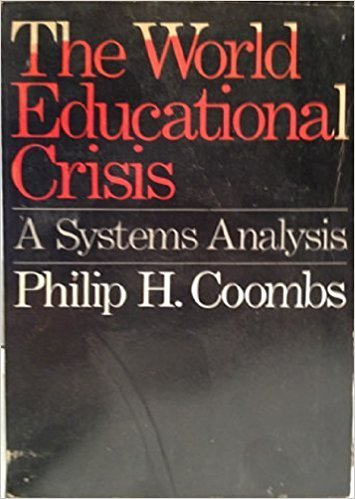 The World
Educational
Crisis
A Systems Analysis
Philip H. Coombs